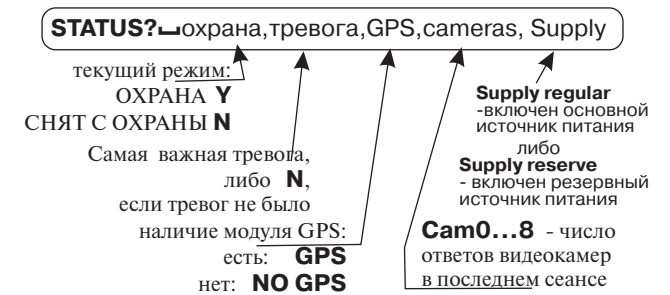 STATUS?⎵охрана,тревога,GPS,cameras, Supply
текущий режим:
ОХРАНА Y
СНЯТ С ОХРАНЫ N
Самая важная тревога,
либо N,
если тревог не было
наличие модуля GPS:
есть: GPS
нет: NO GPS
Supply regular
-включен основной
источник питания
либо
Supply reserve
- включен резервный
источник питания
Cam0...8 - число
ответов видеокамер
в последнем сеансе